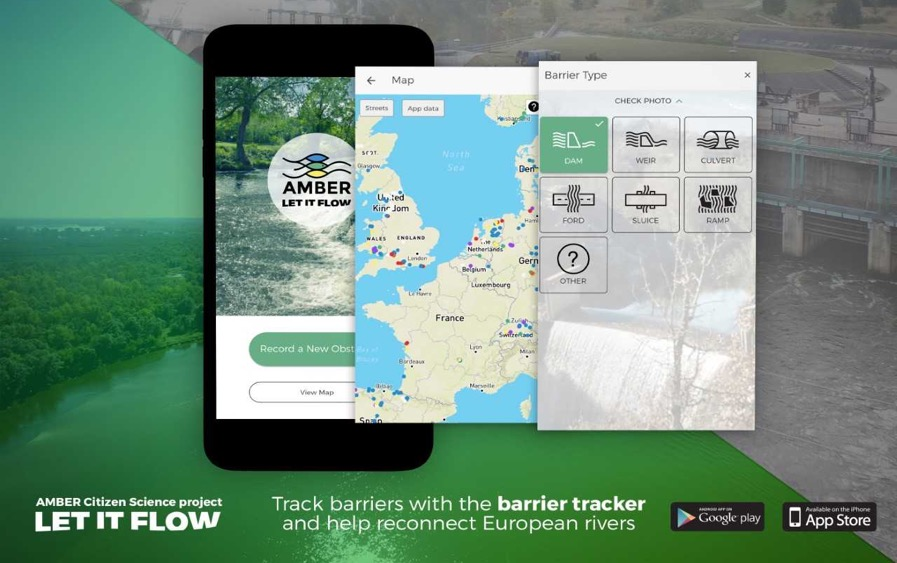 AMBER
LET IT FLOW
Record a New Obst
View Map
Map
Streets
App data
?
North
Sea
Glasgow
United
Kingdom
WALES
ENGLAND
London
Den
Netherlands
Belgium
Germ
Luxembourg
Le Havre
France
Zurich
Switzerland
Lyon
Milan
Bordeaux
Marseille
Bilbao
Spain
Barrier Type
×
CHECK PHOTO
DAM
WEIR
CULVERT
FORD
SLUICE
RAMP
?
OTHER
AMBER Citizen Science project
LET IT FLOW
Track barriers with the barrier tracker
and help reconnect European rivers
ANDROID APP ON
Google play
Available on the iPhone
App Store